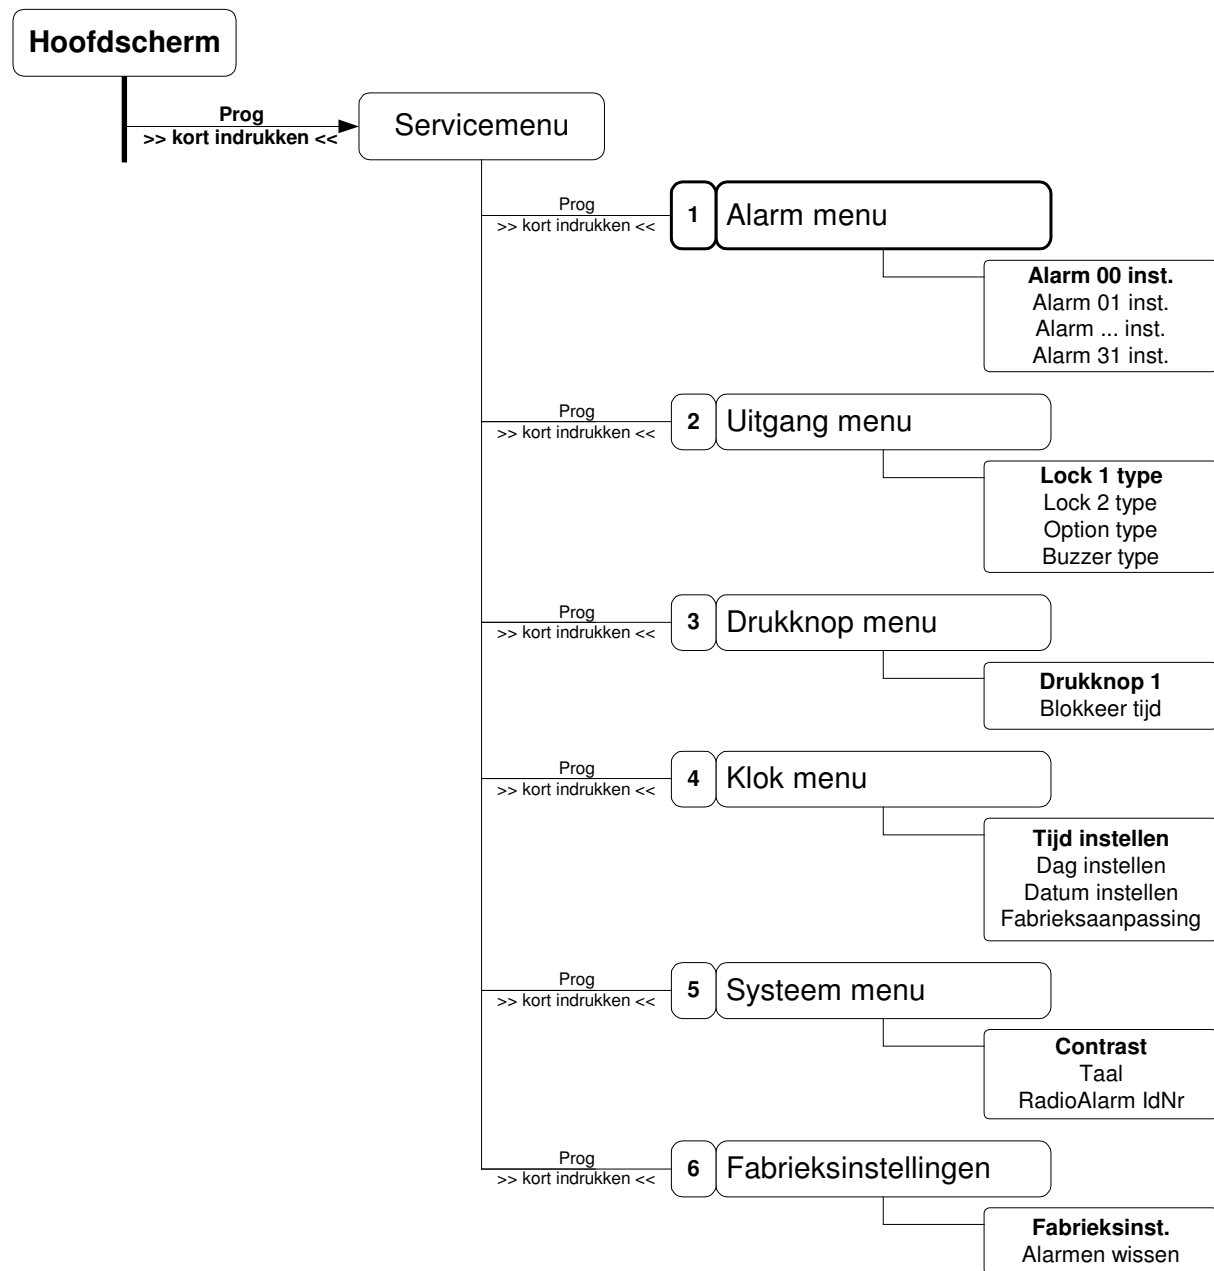 Hoofdscherm
Prog
>> kort indrukken <<
Servicemenu
Prog
>> kort indrukken <<
1
Alarm menu
Alarm 00 inst.
Alarm 01 inst.
Alarm ... inst.
Alarm 31 inst.
Prog
>> kort indrukken <<
2
Uitgang menu
Lock 1 type
Lock 2 type
Option type
Buzzer type
Prog
>> kort indrukken <<
3
Drukknop menu
Drukknop 1
Blokkeer tijd
Prog
>> kort indrukken <<
4
Klok menu
Tijd instellen
Dag instellen
Datum instellen
Fabrieksaanpassing
Prog
>> kort indrukken <<
5
Systeem menu
Contrast
Taal
RadioAlarm IdNr
Prog
>> kort indrukken <<
6
Fabrieksinstellingen
Fabrieksinst.
Alarmen wissen